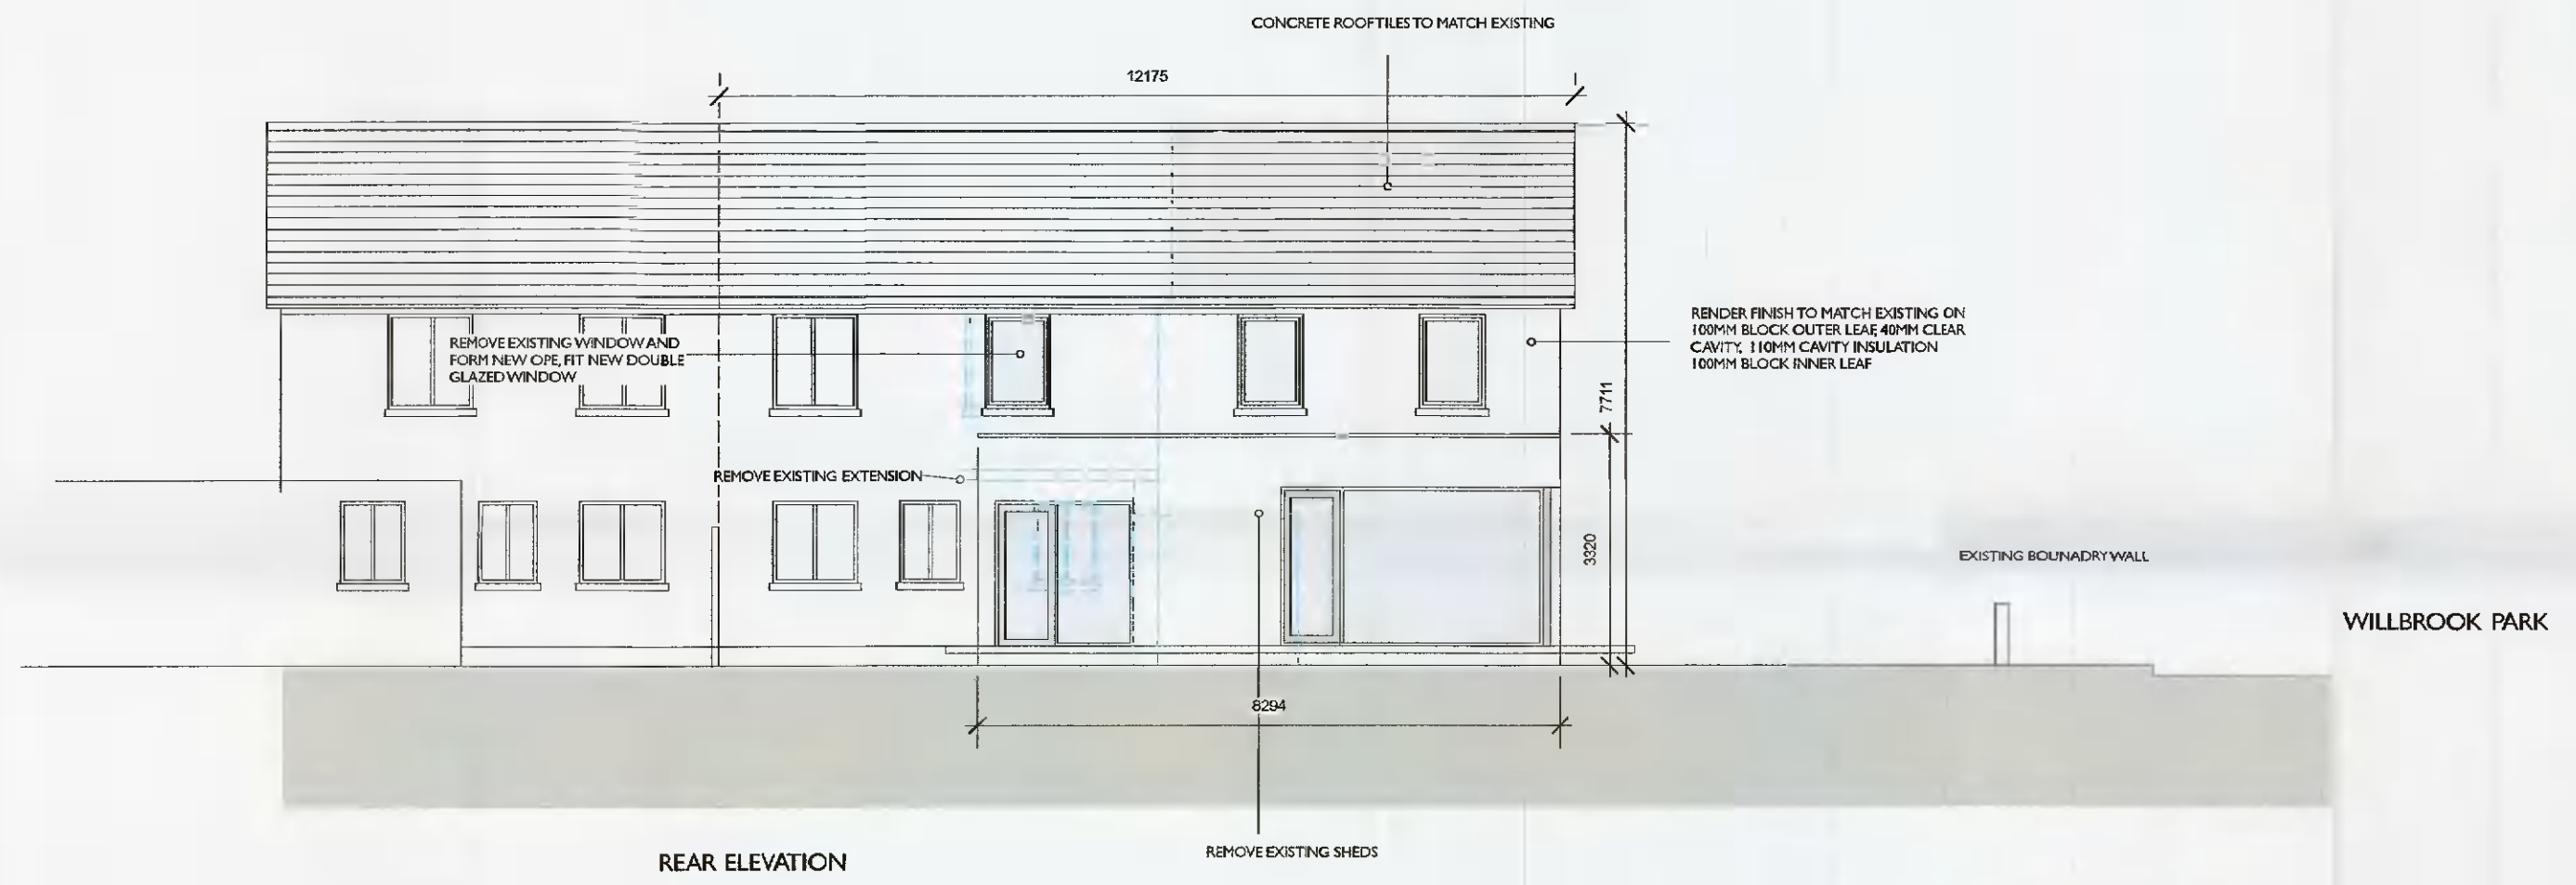 CONCRETE ROOF TILES TO MATCH EXISTING
12175
RENDER FINISH TO MATCH EXISTING ON
100MM BLOCK OUTER LEAF, 40MM CLEAR
CAVITY, 110MM CAVITY INSULATION
100MM BLOCK INNER LEAF
REMOVE EXISTING WINDOW AND
FORM NEW OPE, FIT NEW DOUBLE
GLAZED WINDOW
7711
REMOVE EXISTING EXTENSION
3320
EXISTING BOUNADRY WALL
WILLBROOK PARK
8294
REMOVE EXISTING SHEDS
REAR ELEVATION